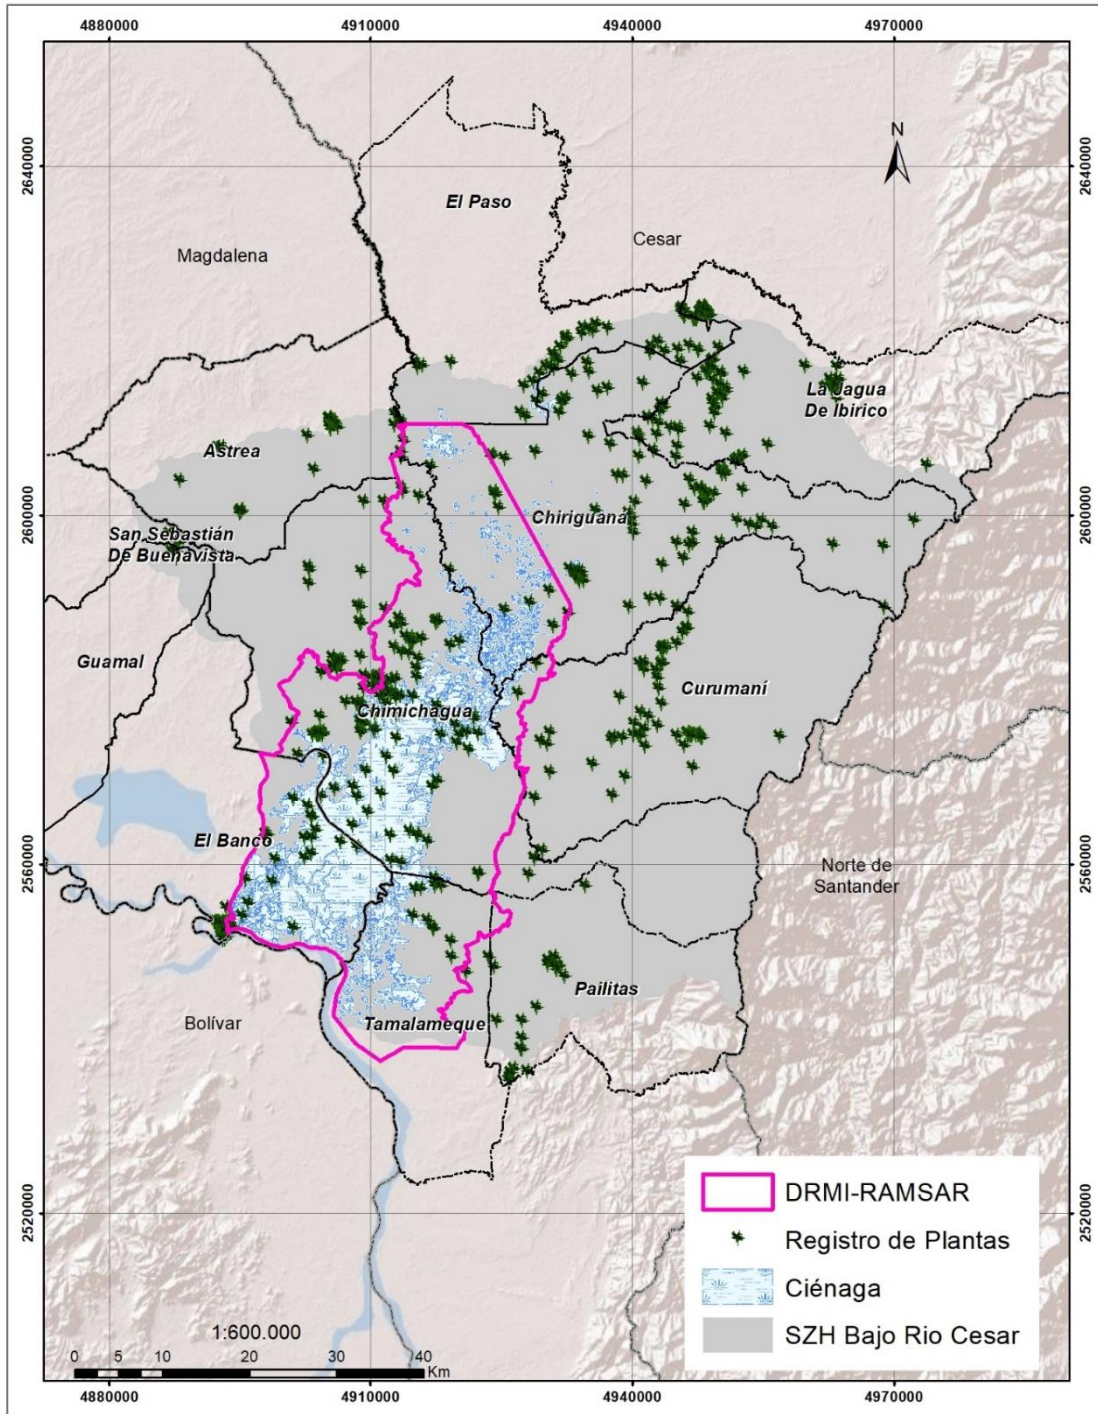 4880000
4910000
4940000
4970000
2640000
2640000
N
El Paso
Magdalena
Cesar
La Jagua
De Ibirico
Astrea
Chiriguaná
2600000
2600000
San Sebastián
De Buenavista
Guamal
Curumaní
Chimichagua
El Banco
2560000
2560000
Norte de
Santander
Pailitas
Bolívar
Tamalameque
DRMI-RAMSAR
2520000
2520000
Registro de Plantas
Ciénaga
1:600.000
SZH Bajo Rio Cesar
0 5 10 20 30 40
Km
4880000
4910000
4940000
4970000